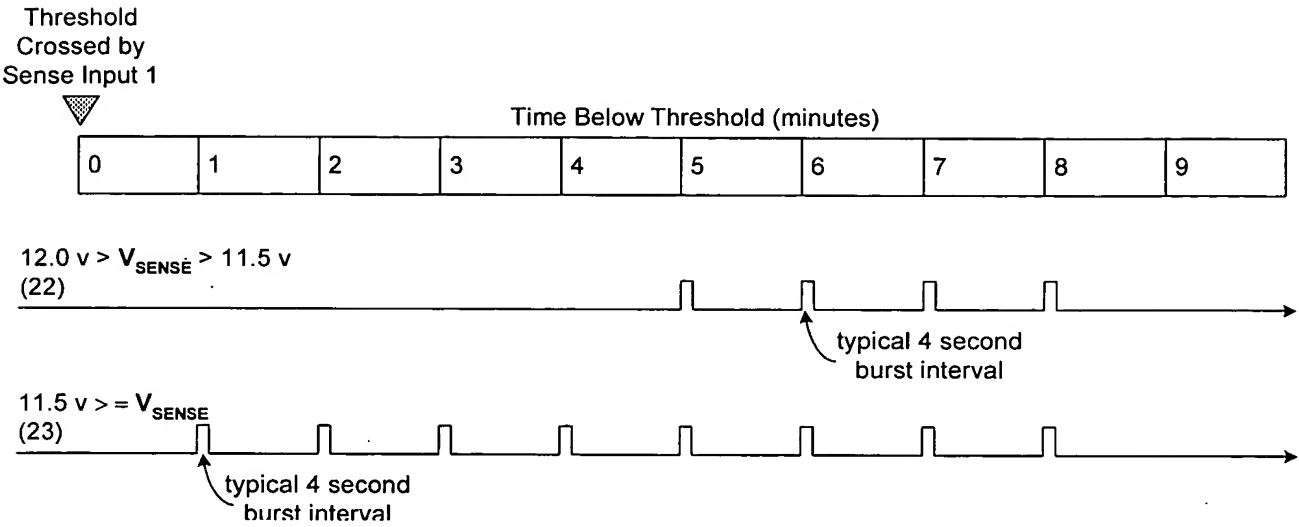 Threshold
Crossed by
Sense Input 1
Time Below Threshold (minutes)
0 1 2 3 4 5 6 7 8 9
12.0 v > VSENSE > 11.5 v
(22)
typical 4 second
burst interval
11.5 v > = VSENSE
(23)
typical 4 second
burst interval